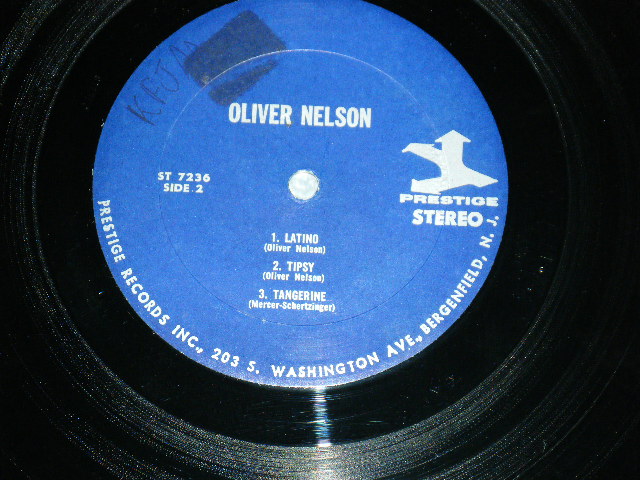 KFJM
OLIVER NELSON
ST 7236
SIDE 2
PRESTIGE
STEREO
1. LATINO
(Oliver Nelson)
2. TIPSY
(Oliver Nelson)
3. TANGERINE
(Mercer-Schertzinger)
PRESTIGE RECORDS INC., 203 S. WASHINGTON AVE., BERGENFIELD, N. J.